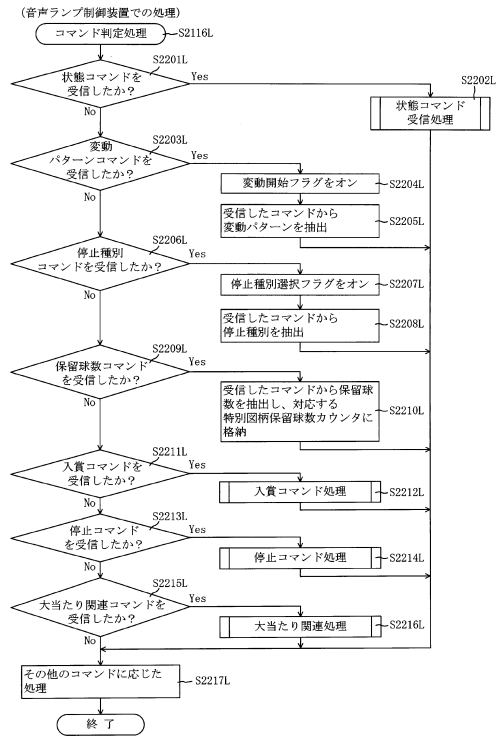 （音声ランプ制御装置での処理）
コマンド判定処理
S2116L
S2201L
状態コマンドを
受信したか？
Yes
No
S2202L
状態コマンド
受信処理
S2203L
変動
パターンコマンドを
受信したか？
Yes
No
変動開始フラグをオン
S2204L
受信したコマンドから
変動パターンを抽出
S2205L
S2206L
停止種別
コマンドを受信したか？
Yes
No
停止種別選択フラグをオン
S2207L
受信したコマンドから
停止種別を抽出
S2208L
S2209L
保留球数コマンド
を受信したか？
Yes
No
受信したコマンドから保留球
数を抽出し、対応する
特別図柄保留球数カウンタに
格納
S2210L
S2211L
入賞コマンドを
受信したか？
Yes
No
入賞コマンド処理
S2212L
S2213L
停止コマンド
を受信したか？
Yes
No
停止コマンド処理
S2214L
S2215L
大当たり関連コマンドを
受信したか？
Yes
No
大当たり関連処理
S2216L
その他のコマンドに応じた
処理
S2217L
終了